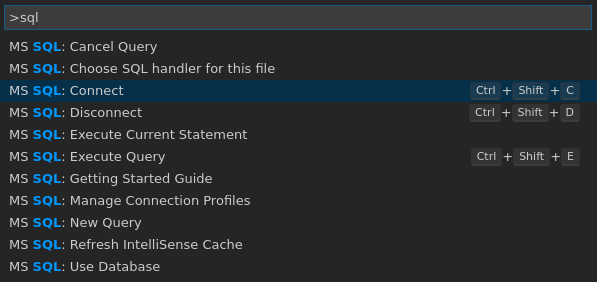 >sql
MS SQL: Cancel Query
MS SQL: Choose SQL handler for this file
MS SQL: Connect Ctrl + Shift + C
MS SQL: Disconnect Ctrl + Shift + D
MS SQL: Execute Current Statement
MS SQL: Execute Query Ctrl + Shift + E
MS SQL: Getting Started Guide
MS SQL: Manage Connection Profiles
MS SQL: New Query
MS SQL: Refresh IntelliSense Cache
MS SQL: Use Database